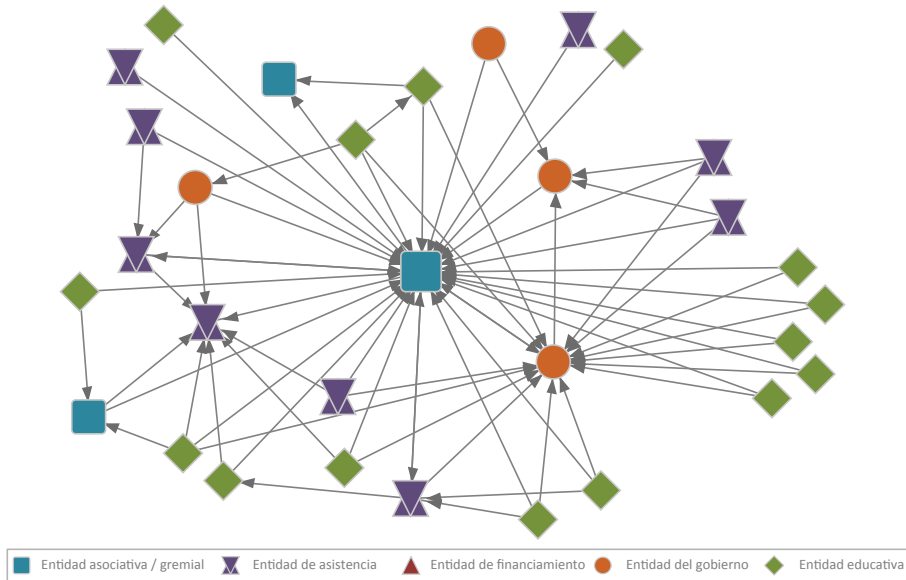 Entidad asociativa / gremial Entidad de asistencia Entidad de financiamiento Entidad del gobierno Entidad educativa